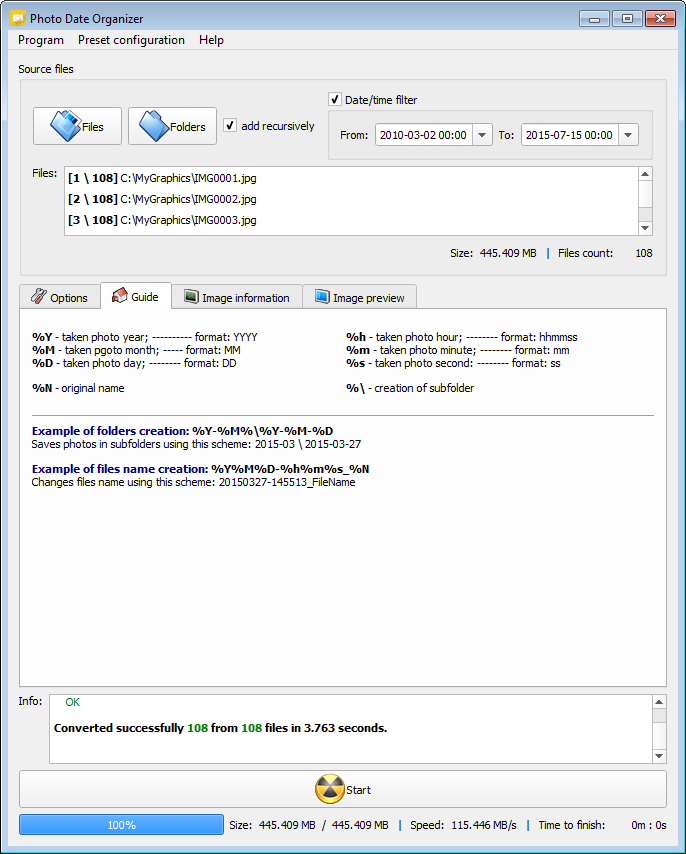 Photo Date Organizer
Program Preset configuration Help
Source files
Files Folders add recursively
Date/time filter
From: 2010-03-02 00:00 To: 2015-07-15 00:00
Files:
[1 \ 108] C:\MyGraphics\IMG0001.jpg
[2 \ 108] C:\MyGraphics\IMG0002.jpg
[3 \ 108] C:\MyGraphics\IMG0003.jpg
Size: 445.409 MB | Files count: 108
Options Guide Image information Image preview
%Y - taken photo year; ---------- format: YYYY
%M - taken pgoto month; ----- format: MM
%D - taken photo day; -------- format: DD
%N - original name
%h - taken photo hour; -------- format: hhmmss
%m - taken photo minute; -------- format: mm
%s - taken photo second: -------- format: ss
%\ - creation of subfolder
Example of folders creation: %Y-%M%\%Y-%M-%D
Saves photos in subfolders using this scheme: 2015-03 \ 2015-03-27
Example of files name creation: %Y%M%D-%h%m%s_%N
Changes files name using this scheme: 20150327-145513_FileName
Info:
OK
Converted successfully 108 from 108 files in 3.763 seconds.
Start
100% Size: 445.409 MB / 445.409 MB | Speed: 115.446 MB/s | Time to finish: 0m : 0s